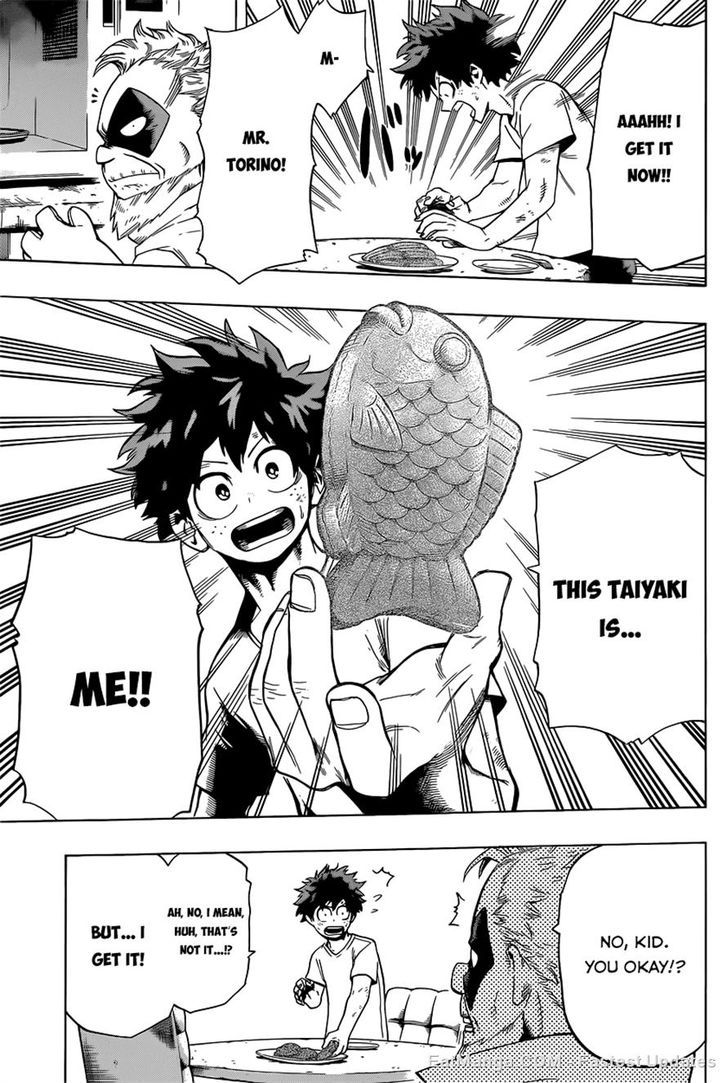 AAAHH! I
GET IT
NOW!!
M-
MR.
TORINO!
THIS TAIYAKI
IS...
ME!!
NO, KID.
YOU OKAY!?
AH, NO, I MEAN,
HUH, THAT'S
NOT IT...!?
BUT... I
GET IT!